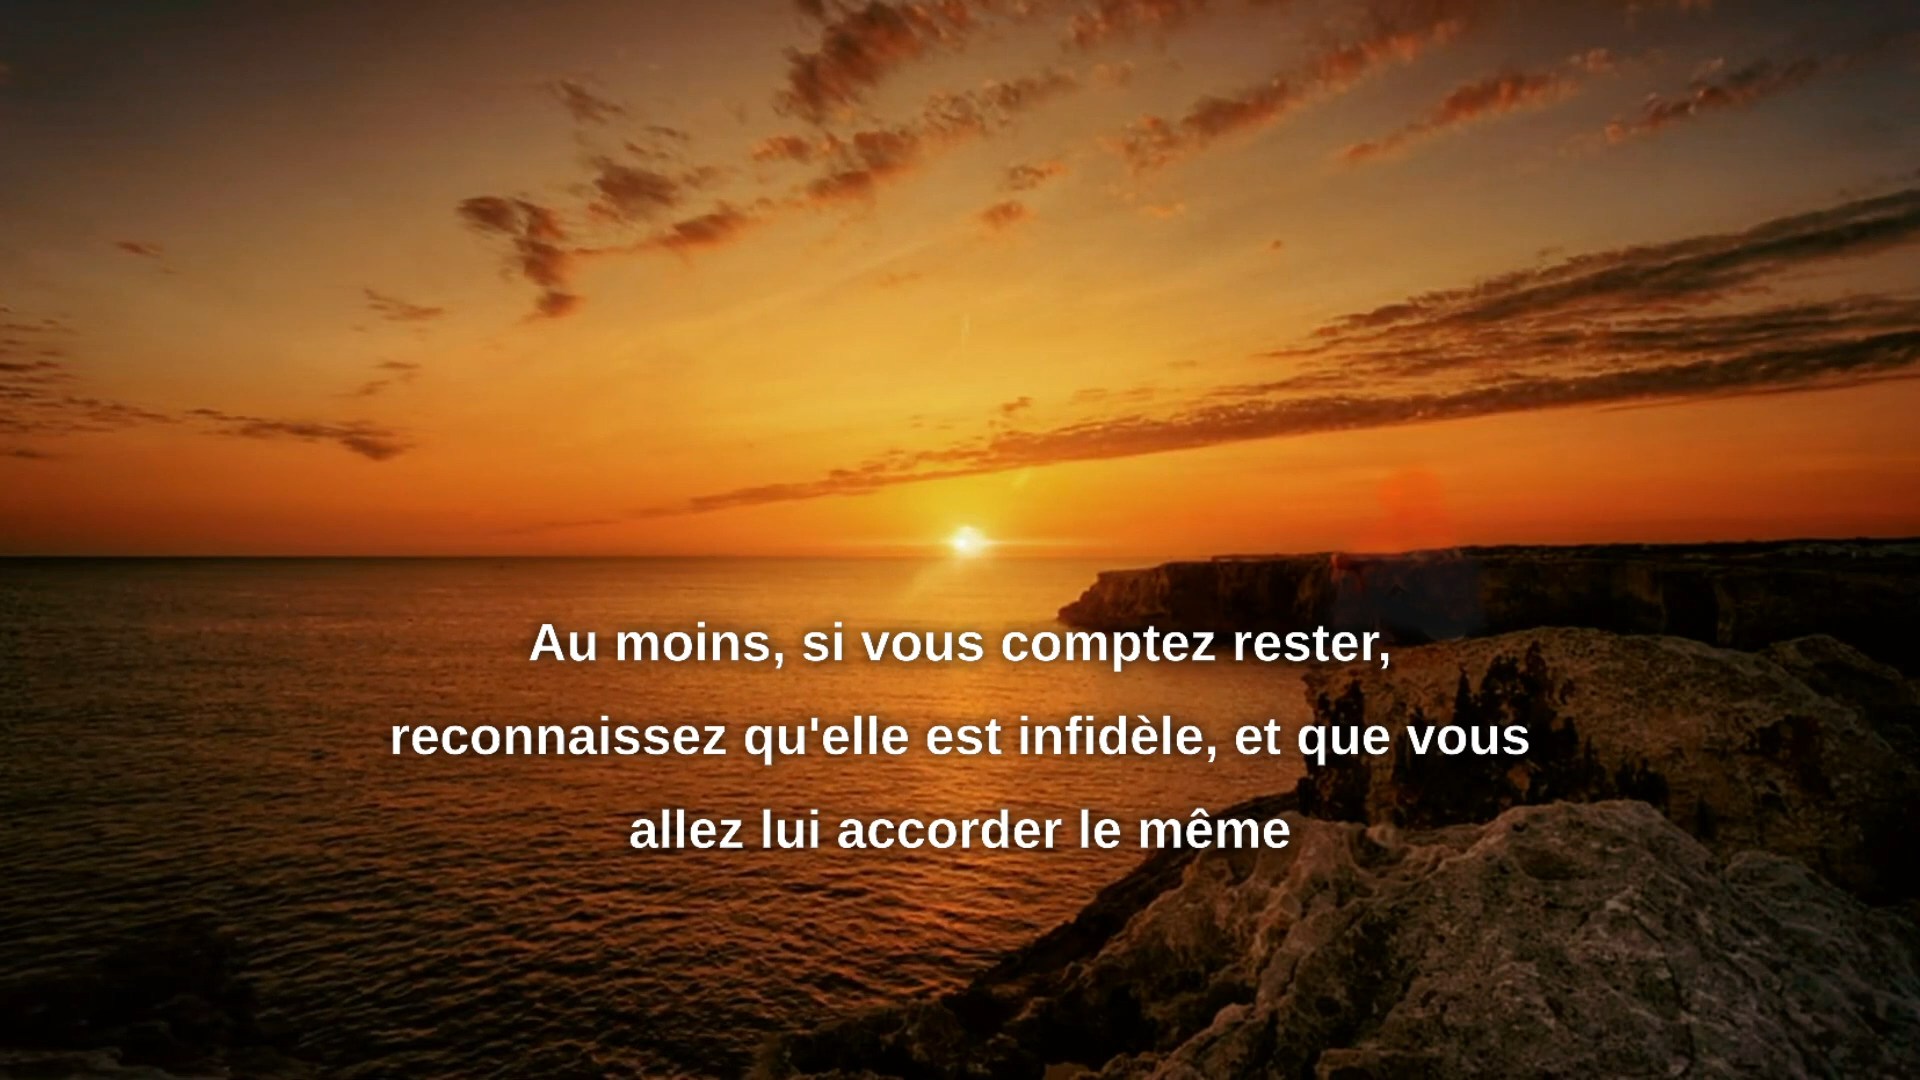 Au moins, si vous comptez rester,
reconnaissez qu'elle est infidèle, et que vous
allez lui accorder le même